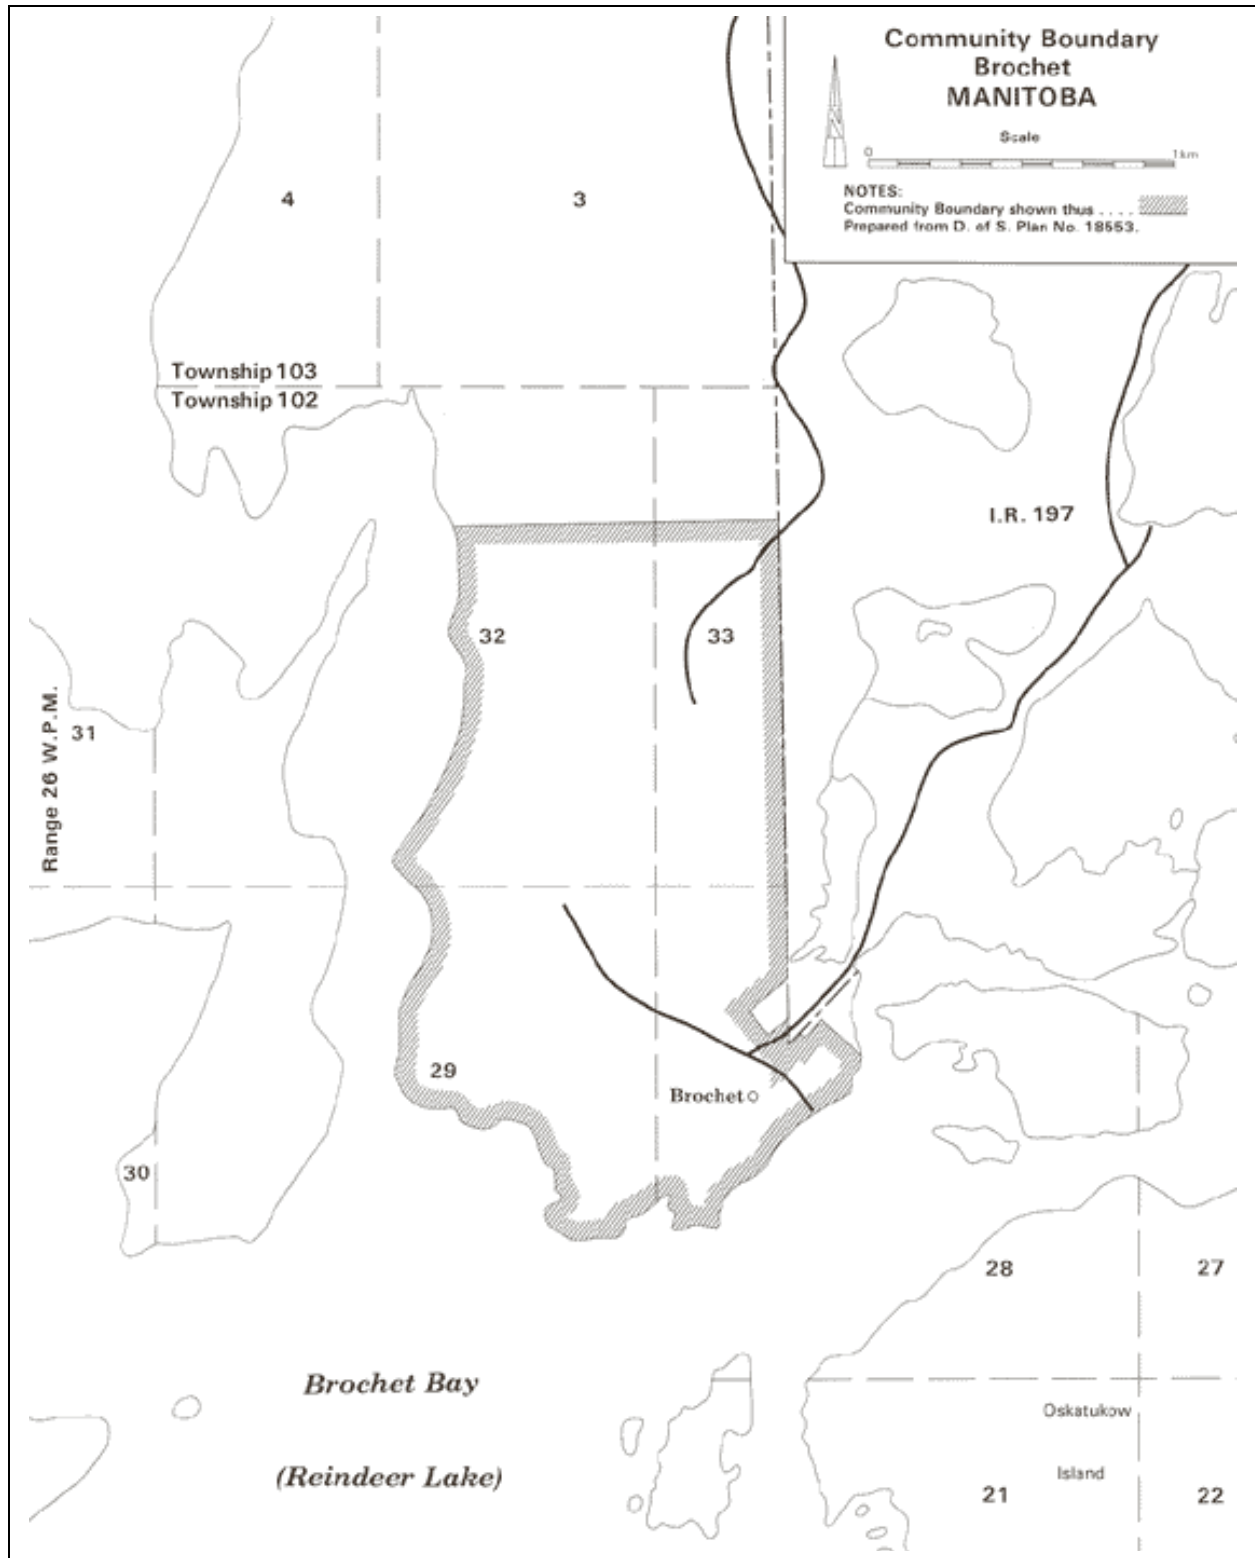 Community Boundary
Brochet
MANITOBA
Scale
0 1km
NOTES:
Community Boundary shown thus ....
Prepared from D. of S. Plan No. 18553.
4
3
Township 103
Township 102
I.R. 197
32
33
31
Range 26 W.P.M.
29
Brochet
30
28
27
Brochet Bay
(Reindeer Lake)
Oskatukow
Island
21
22